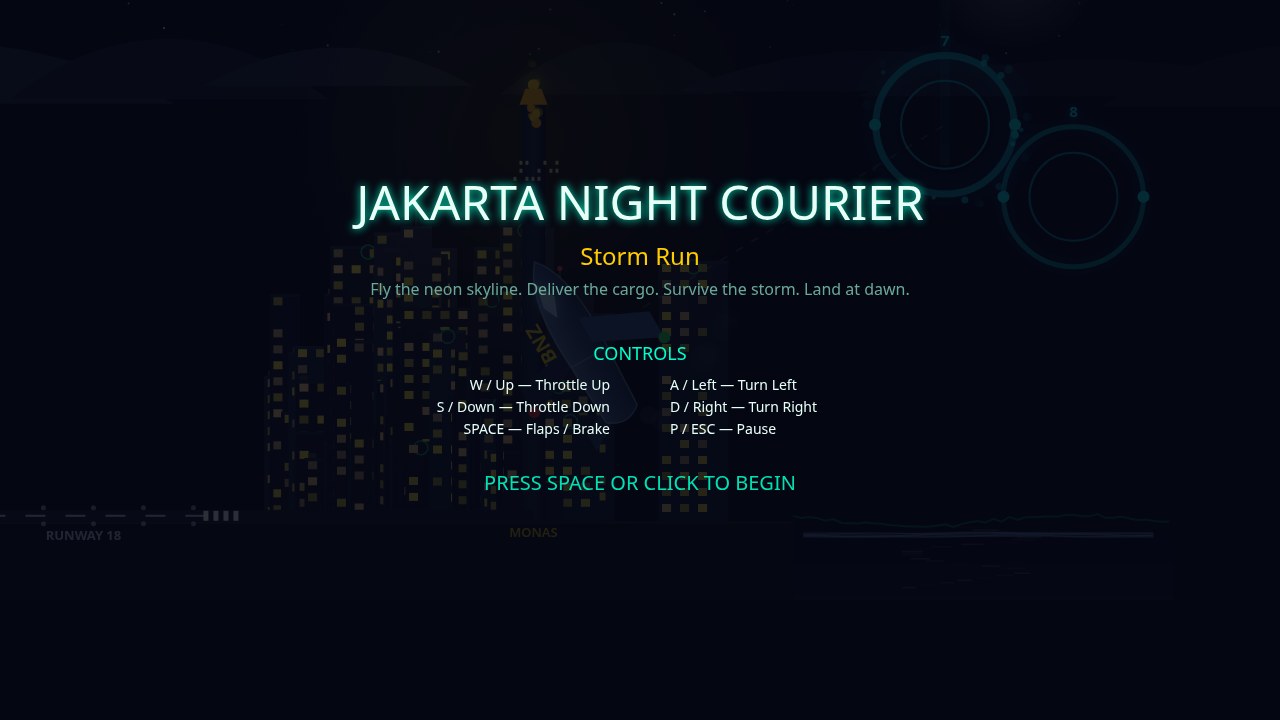 7
8
JAKARTA NIGHT COURIER
Storm Run
Fly the neon skyline. Deliver the cargo. Survive the storm. Land at dawn.
BNZ
CONTROLS
W / Up — Throttle Up
A / Left — Turn Left
S / Down — Throttle Down
D / Right — Turn Right
SPACE — Flaps / Brake
P / ESC — Pause
PRESS SPACE OR CLICK TO BEGIN
RUNWAY 18
MONAS